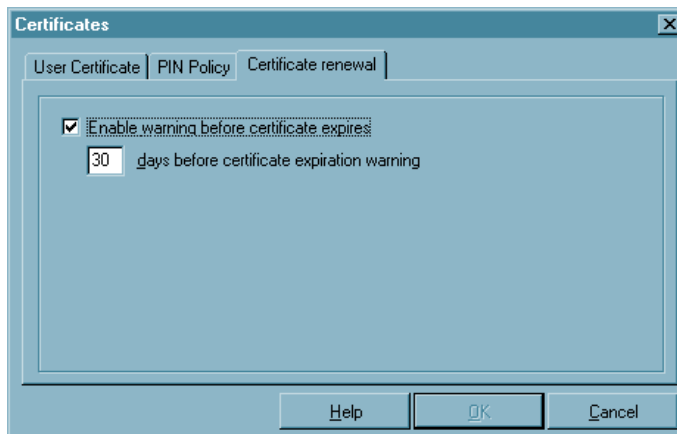 Certificates
User Certificate
PIN Policy
Certificate renewal
Enable warning before certificate expires
30 days before certificate expiration warning
Help
OK
Cancel